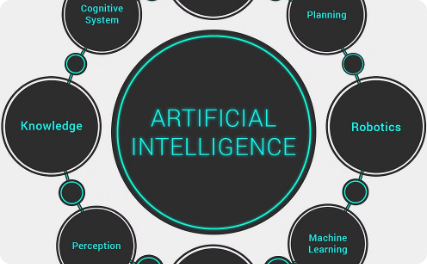 Cognitive
System
Planning
ARTIFICIAL
INTELLIGENCE
Knowledge
Robotics
Perception
Machine
Learning